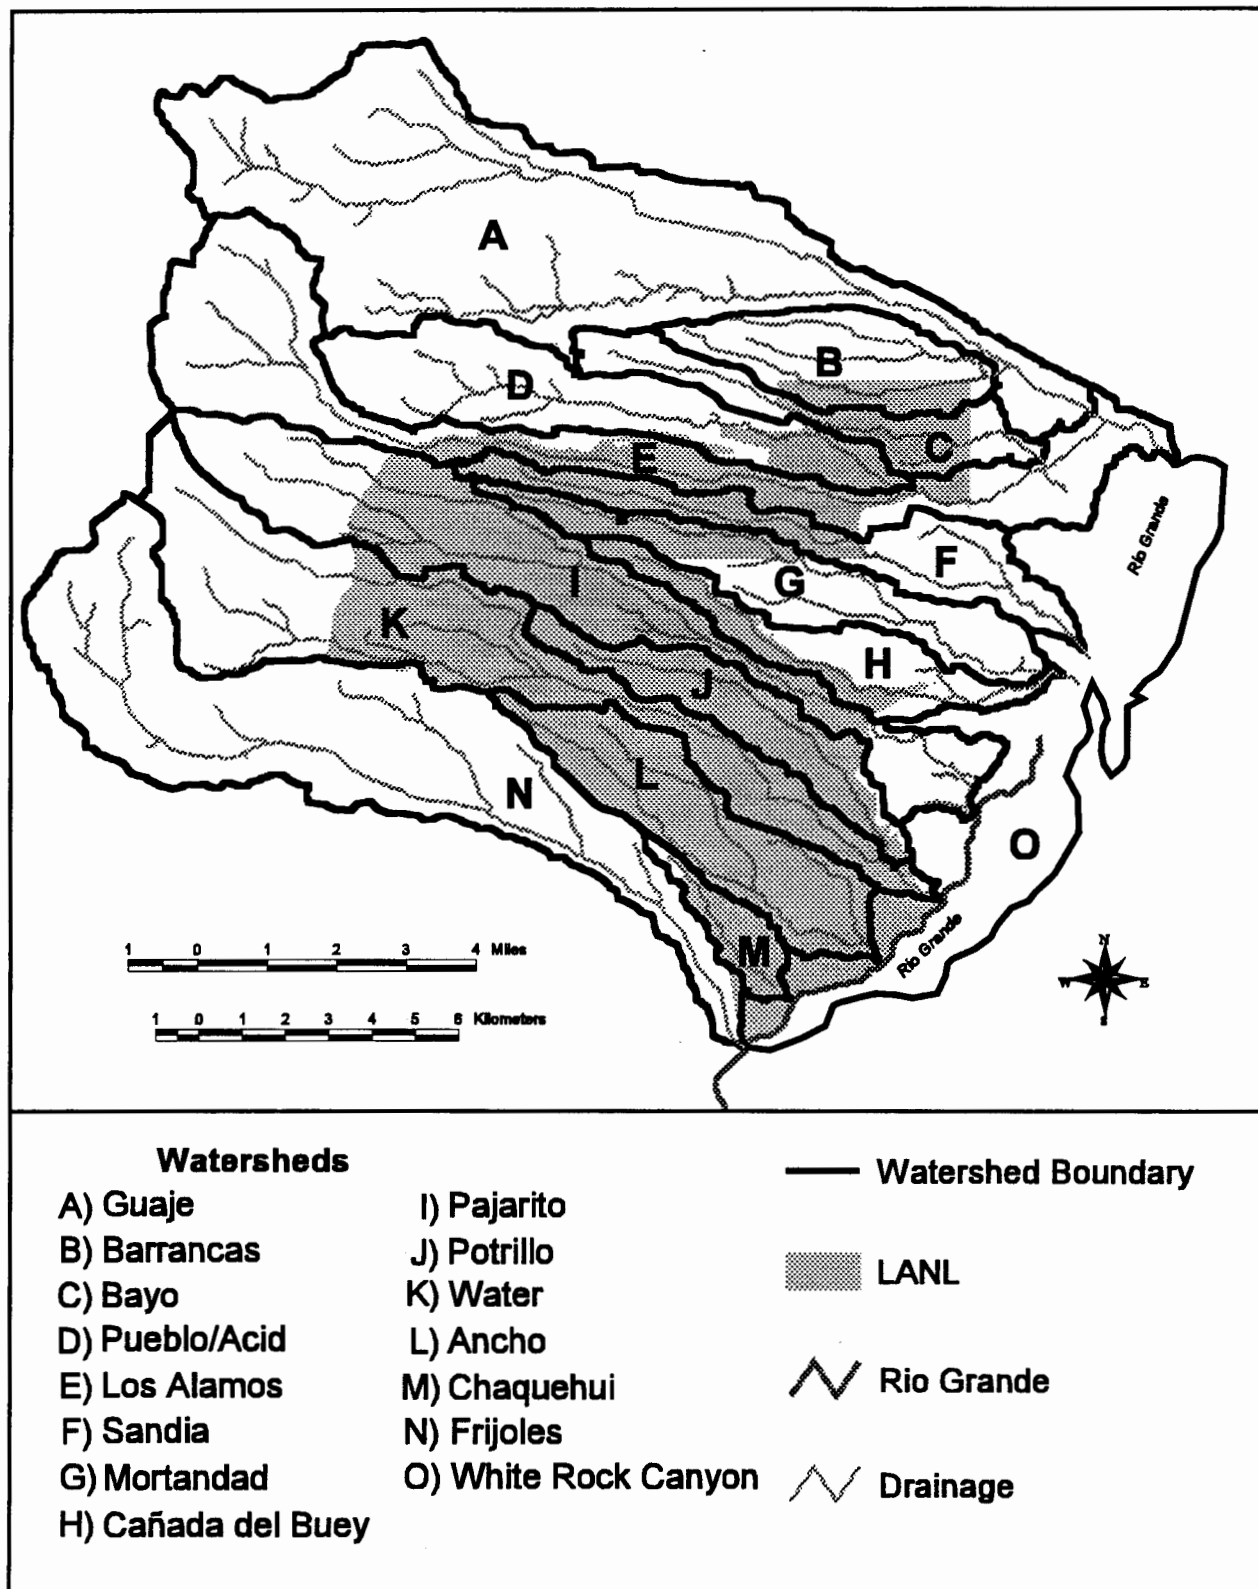 A
B
D
C
E
Rio Grande
F
I
G
K
H
J
L
N
O
M
Rio Grande
1 0 1 2 3 4 Miles
N
W E
S
1 0 1 2 3 4 5 6 Kilometers
Watersheds
A) Guaje
B) Barrancas
C) Bayo
D) Pueblo/Acid
E) Los Alamos
F) Sandia
G) Mortandad
H) Cañada del Buey
I) Pajarito
J) Potrillo
K) Water
L) Ancho
M) Chaquehui
N) Frijoles
O) White Rock Canyon
Watershed Boundary
LANL
Rio Grande
Drainage